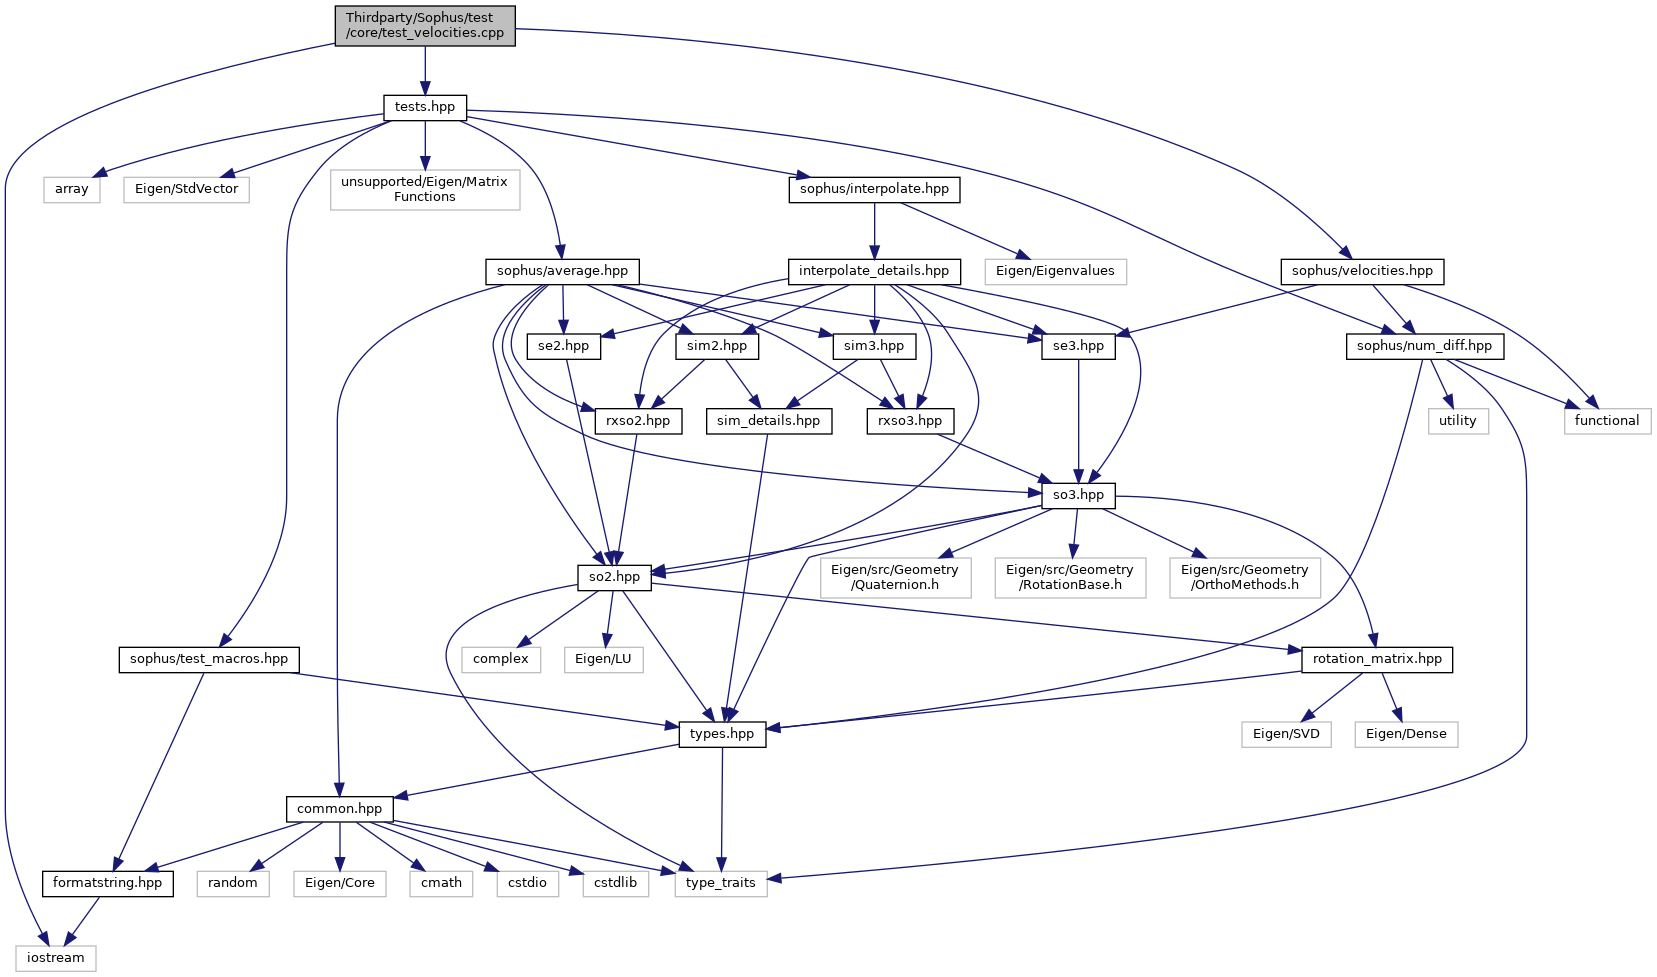 Thirdparty/Sophus/test
/core/test_velocities.cpp
tests.hpp
array
Eigen/StdVector
unsupported/Eigen/Matrix
Functions
sophus/interpolate.hpp
sophus/average.hpp
interpolate_details.hpp
Eigen/Eigenvalues
sophus/velocities.hpp
se2.hpp
sim2.hpp
sim3.hpp
se3.hpp
sophus/num_diff.hpp
rxso2.hpp
sim_details.hpp
rxso3.hpp
utility
functional
so3.hpp
so2.hpp
Eigen/src/Geometry
/Quaternion.h
Eigen/src/Geometry
/RotationBase.h
Eigen/src/Geometry
/OrthoMethods.h
sophus/test_macros.hpp
complex
Eigen/LU
rotation_matrix.hpp
types.hpp
Eigen/SVD
Eigen/Dense
common.hpp
formatstring.hpp
random
Eigen/Core
cmath
cstdio
cstdlib
type_traits
iostream